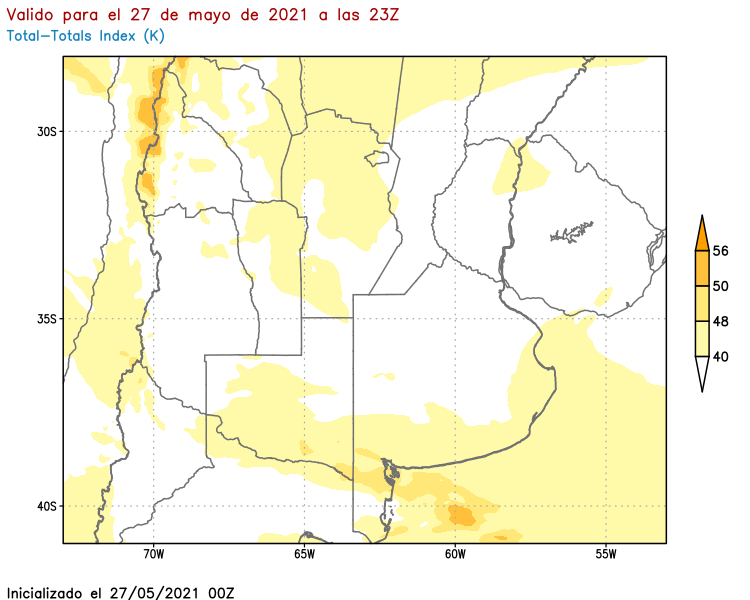 Valido para el 27 de mayo de 2021 a las 23Z
Total-Totals Index (K)
30S
35S
40S
70W
65W
60W
55W
56
50
48
40
Inicializado el 27/05/2021 00Z